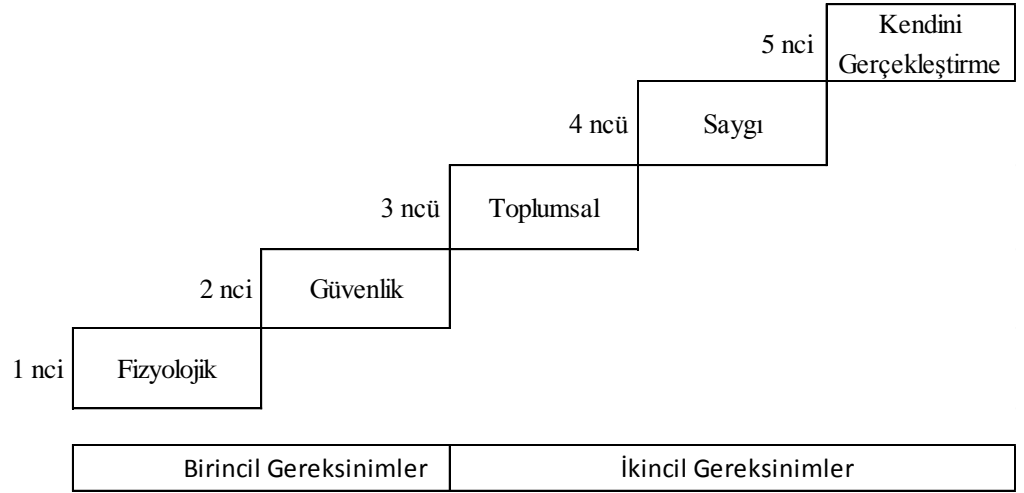 5 nci
Kendini
Gerçekleştirme
4 ncü
Saygı
3 ncü
Toplumsal
2 nci
Güvenlik
1 nci
Fizyolojik
Birincil Gereksinimler
İkincil Gereksinimler